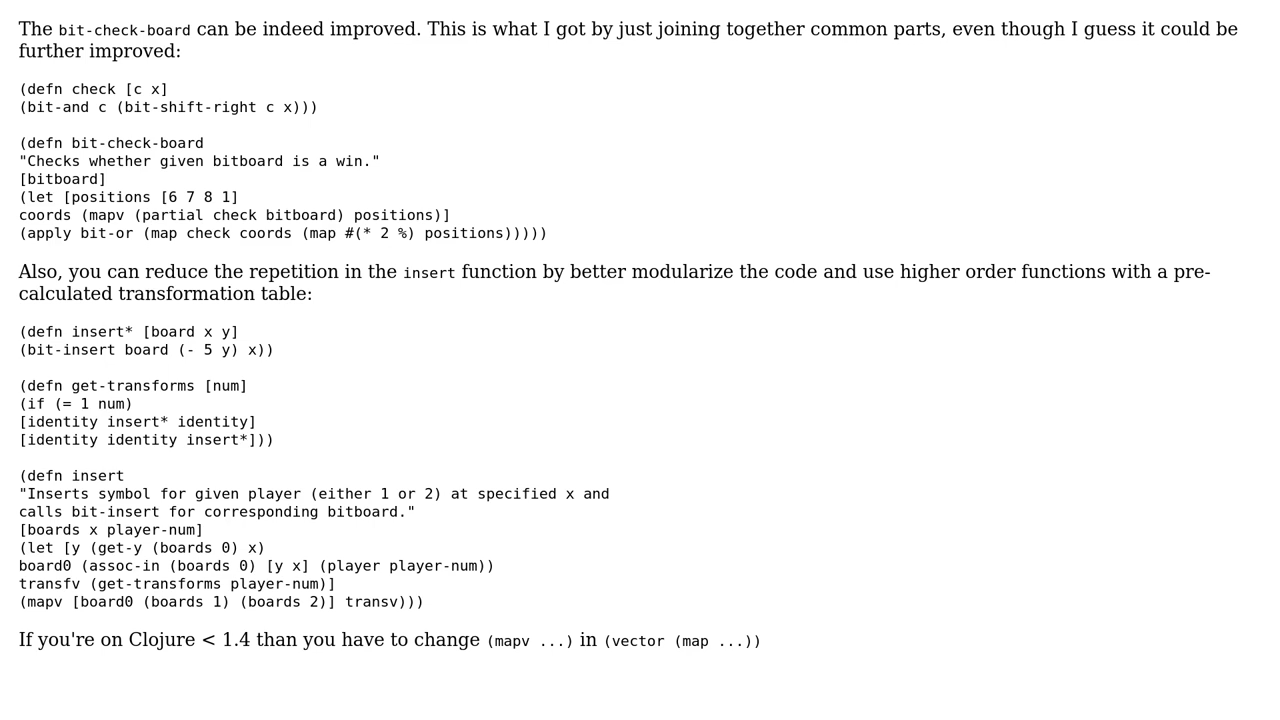 The bit-check-board can be indeed improved. This is what I got by just joining together common parts, even though I guess it could be
further improved:
(defn check [c x]
(bit-and c (bit-shift-right c x)))
(defn bit-check-board
"Checks whether given bitboard is a win."
[bitboard]
(let [positions [6 7 8 1]
coords (mapv (partial check bitboard) positions)]
(apply bit-or (map check coords (map #(* 2 %) positions)))))
Also, you can reduce the repetition in the insert function by better modularize the code and use higher order functions with a pre-
calculated transformation table:
(defn insert* [board x y]
(bit-insert board (- 5 y) x))
(defn get-transforms [num]
(if (= 1 num)
[identity insert* identity]
[identity identity insert*]))
(defn insert
"Inserts symbol for given player (either 1 or 2) at specified x and
calls bit-insert for corresponding bitboard."
[boards x player-num]
(let [y (get-y (boards 0) x)
board0 (assoc-in (boards 0) [y x] (player player-num))
transfv (get-transforms player-num)]
(mapv [board0 (boards 1) (boards 2)] transv)))
If you're on Clojure < 1.4 than you have to change (mapv ...) in (vector (map ...))